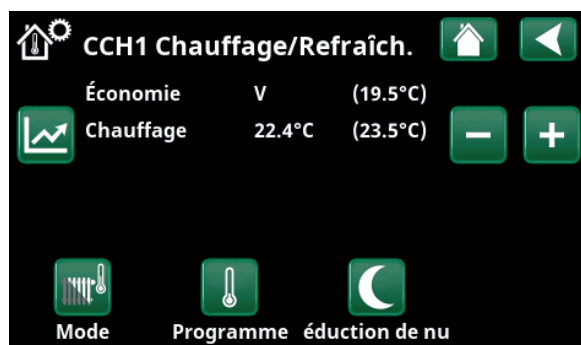 CCH1 Chauffage/Refraîch.
Économie V (19.5°C)
Chauffage 22.4°C (23.5°C)
Mode Programme éduction de nu